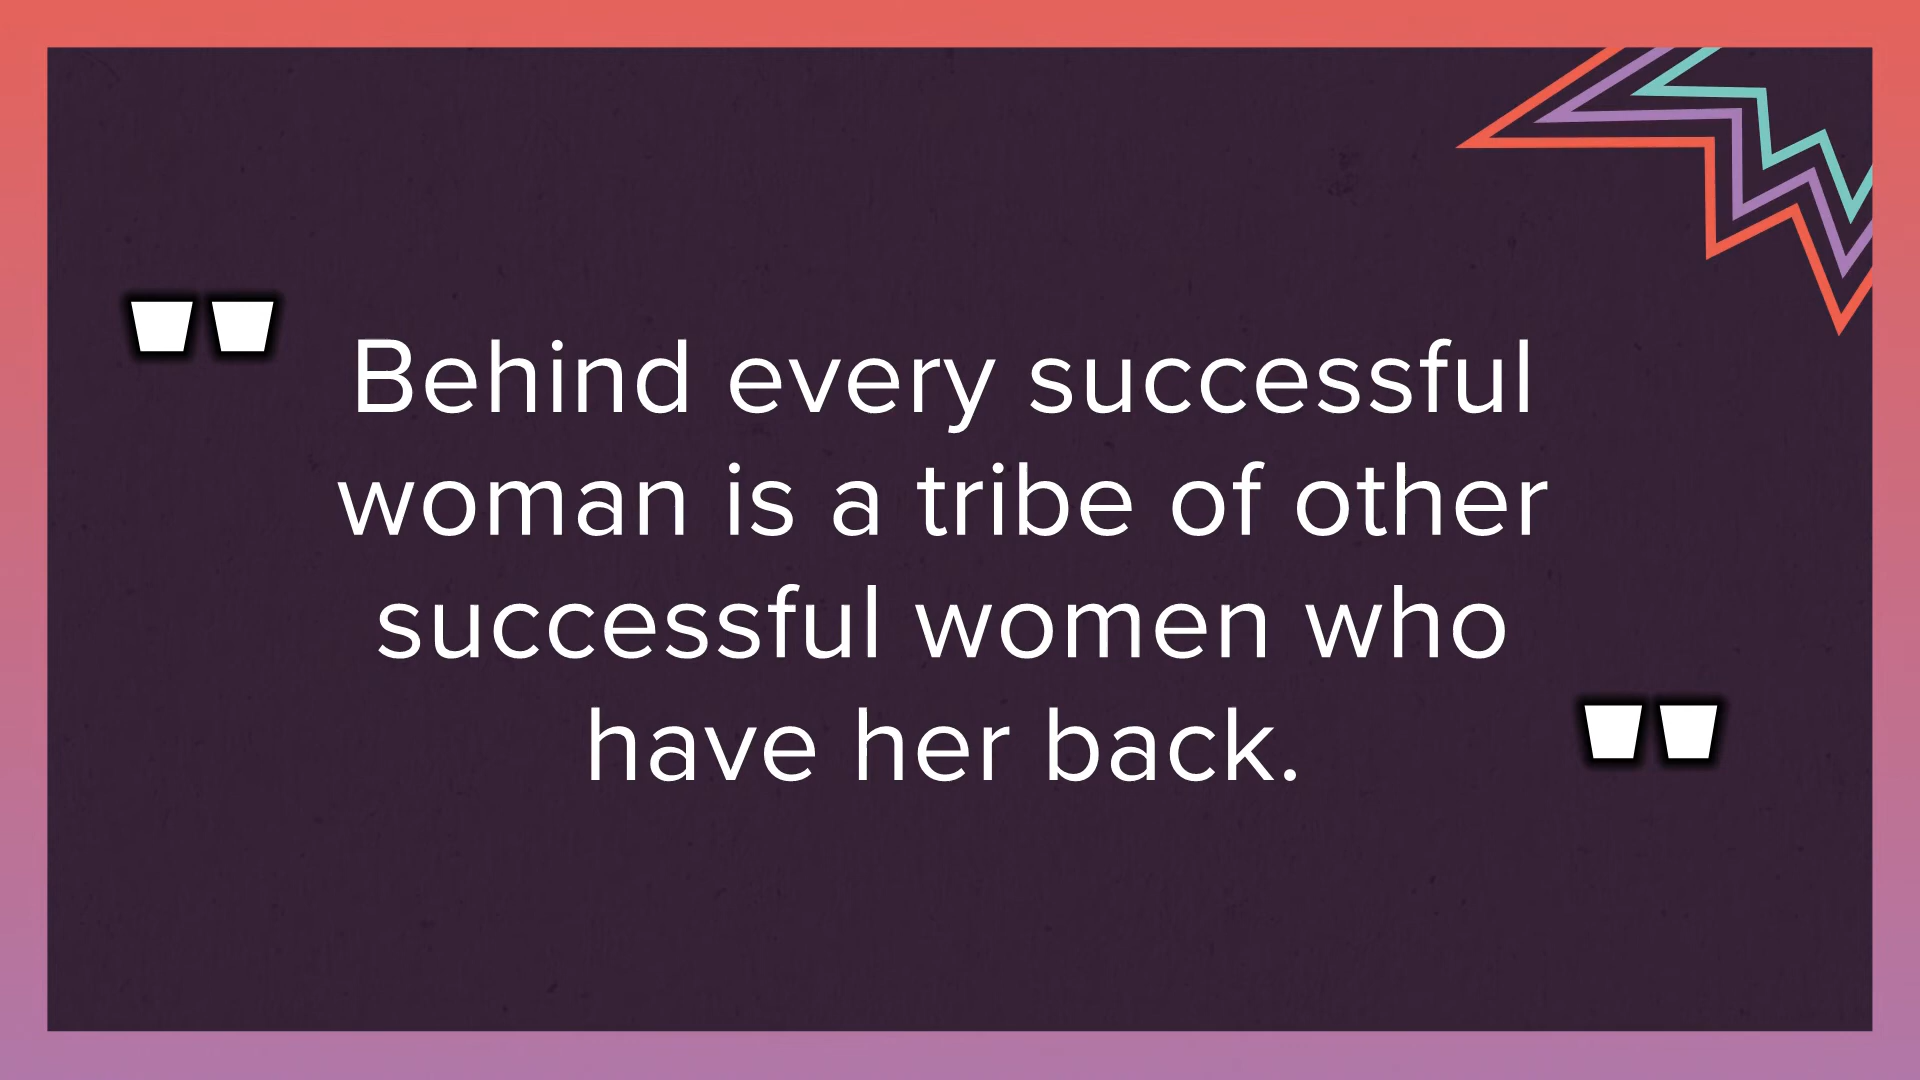 "Behind every successful
woman is a tribe of other
successful women who
have her back."